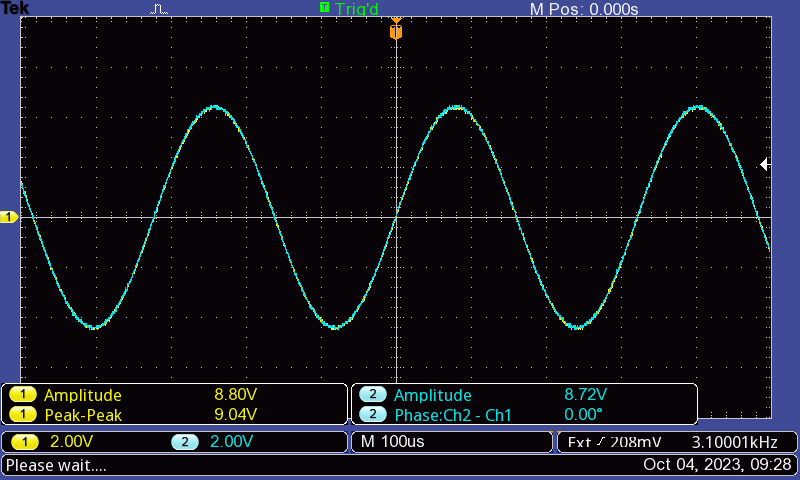 Tek T Trig'd M Pos: 0.000s
T
1
1 Amplitude 8.80V 2 Amplitude 8.72V
1 Peak-Peak 9.04V 2 Phase:Ch2 - Ch1 0.00°
1 2.00V 2 2.00V M 100us Ext 208mV 3.10001kHz
Please wait.... Oct 04, 2023, 09:28